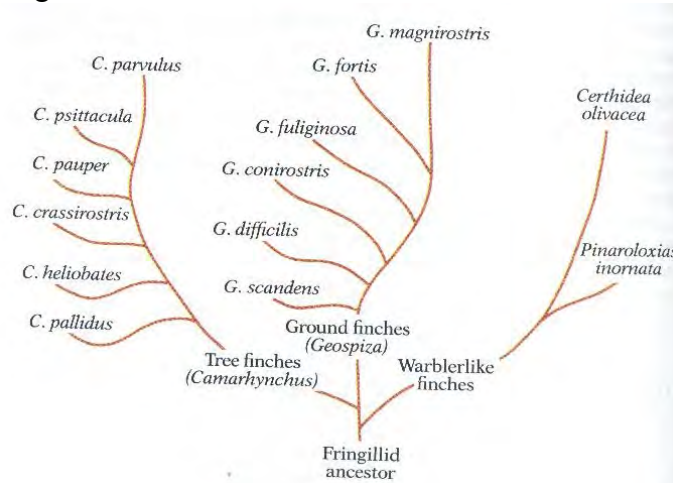 G. magnirostris
C. parvulus
G. fortis
Certhidea
olivacea
C. psittacula
G. fuliginosa
C. pauper
G. conirostris
C. crassirostris
G. difficilis
Pinaroloxias
inornata
C. heliobates
G. scandens
C. pallidus
Ground finches
(Geospiza)
Tree finches
(Camarhynchus)
Warblerlike
finches
Fringillid
ancestor